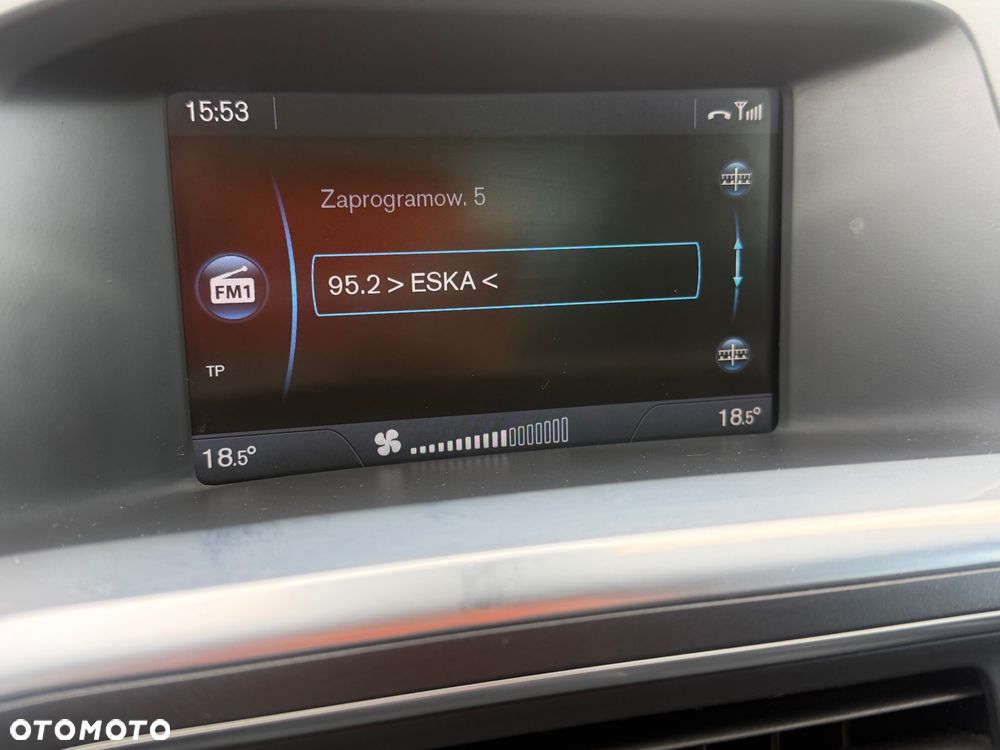 15:53
Zaprogramow. 5
95.2 > ESKA <
FM1
TP
18.5°
18.5°
OTOMOTO